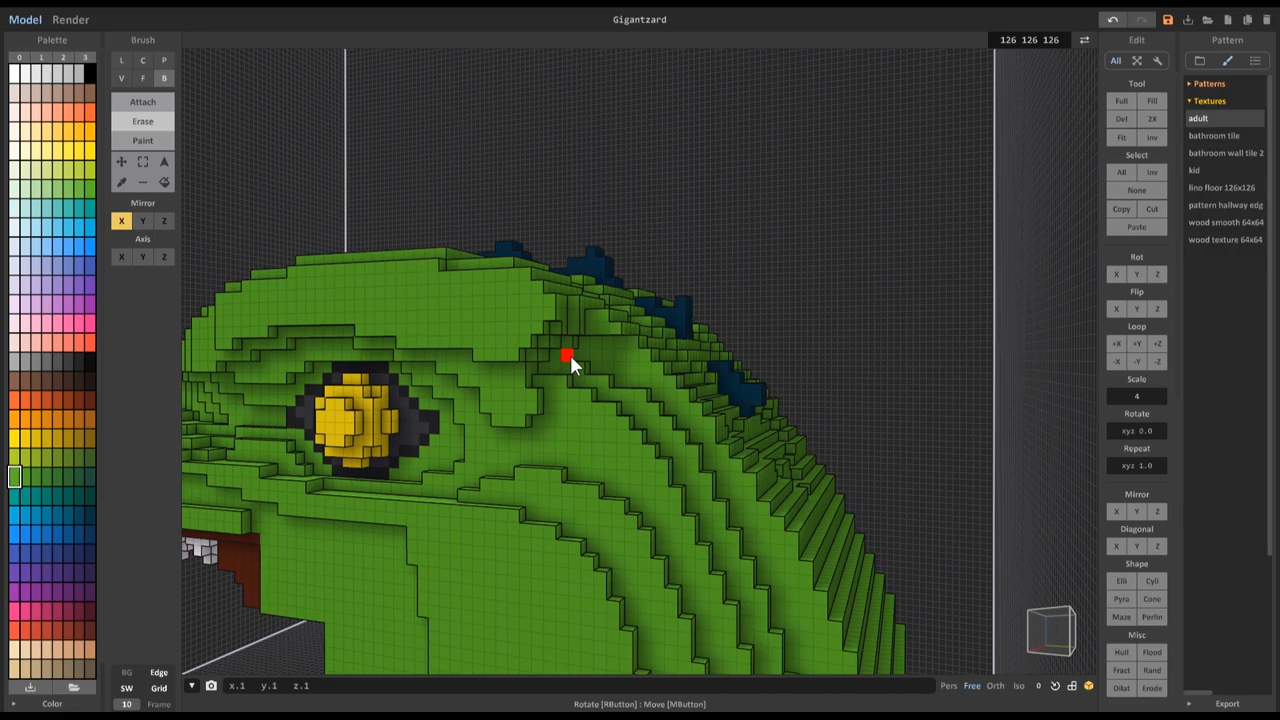 Model Render Gigantzard
Palette Brush 126 126 126 Edit Pattern
0 1 2 3
L C P
V F B
Attach
Erase
Paint
Mirror
X Y Z
Axis
X Y Z
All
Tool
Full Fill
Del 2X
Fit Inv
Select
All Inv
None
Copy Cut
Paste
Rot
X Y Z
Flip
X Y Z
Loop
+X +Y +Z
-X -Y -Z
Scale
4
Rotate
xyz 0.0
Repeat
xyz 1.0
Mirror
X Y Z
Diagonal
X Y Z
Shape
Elli Cyli
Pyra Cone
Maze Perlin
Misc
Hull Flood
Fract Rand
Dilat Erode
Patterns
Textures
adult
bathroom tile
bathroom wall tile 2
kid
lino floor 126x126
pattern hallway edg
wood smooth 64x64
wood texture 64x64
BG Edge
SW Grid
10 Frame
x.1 y.1 z.1
Pers Free Orth Iso 0
Color Rotate [RButton] : Move [MButton] Export